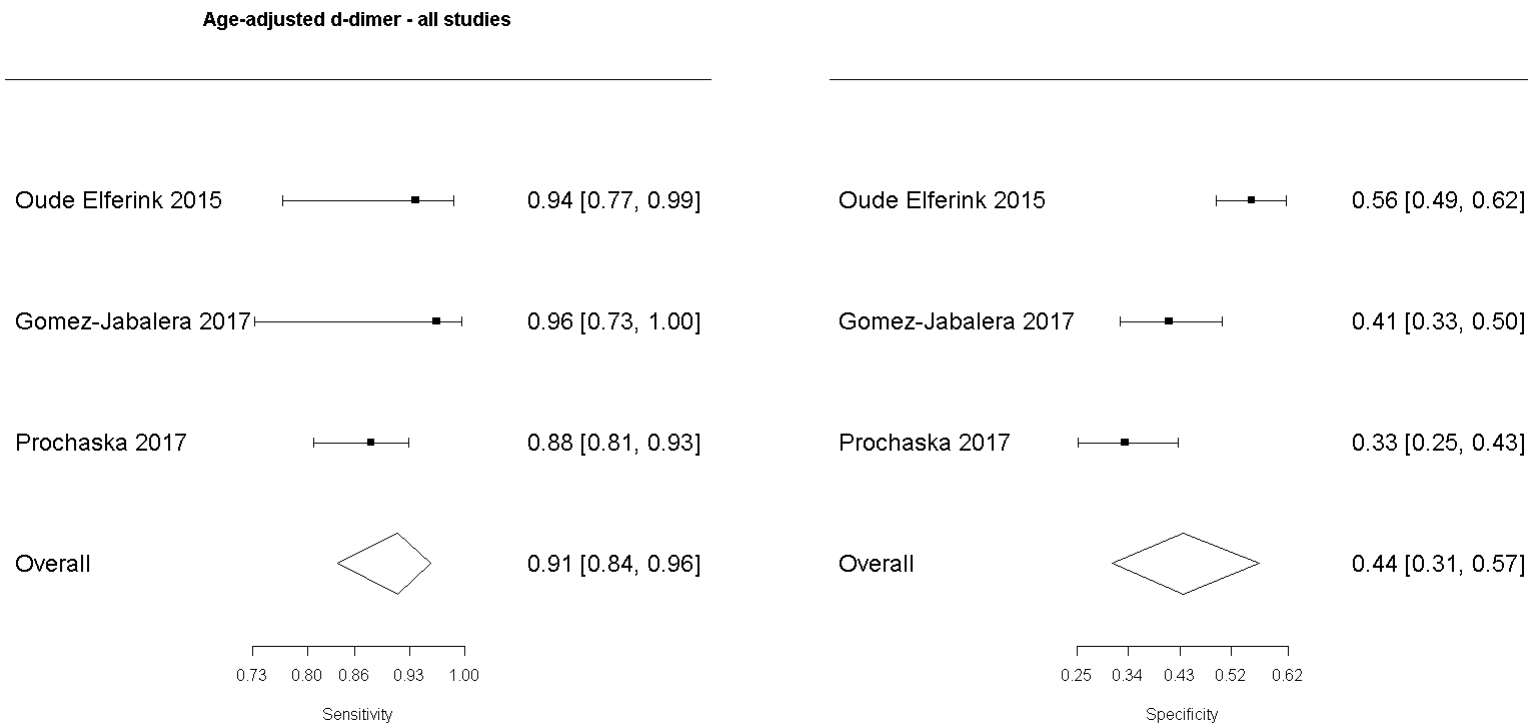 Age-adjusted d-dimer - all studies
Oude Elferink 2015 0.94 [0.77, 0.99]
Gomez-Jabalera 2017 0.96 [0.73, 1.00]
Prochaska 2017 0.88 [0.81, 0.93]
Overall 0.91 [0.84, 0.96]
0.73 0.80 0.86 0.93 1.00
Sensitivity
Oude Elferink 2015 0.56 [0.49, 0.62]
Gomez-Jabalera 2017 0.41 [0.33, 0.50]
Prochaska 2017 0.33 [0.25, 0.43]
Overall 0.44 [0.31, 0.57]
0.25 0.34 0.43 0.52 0.62
Specificity